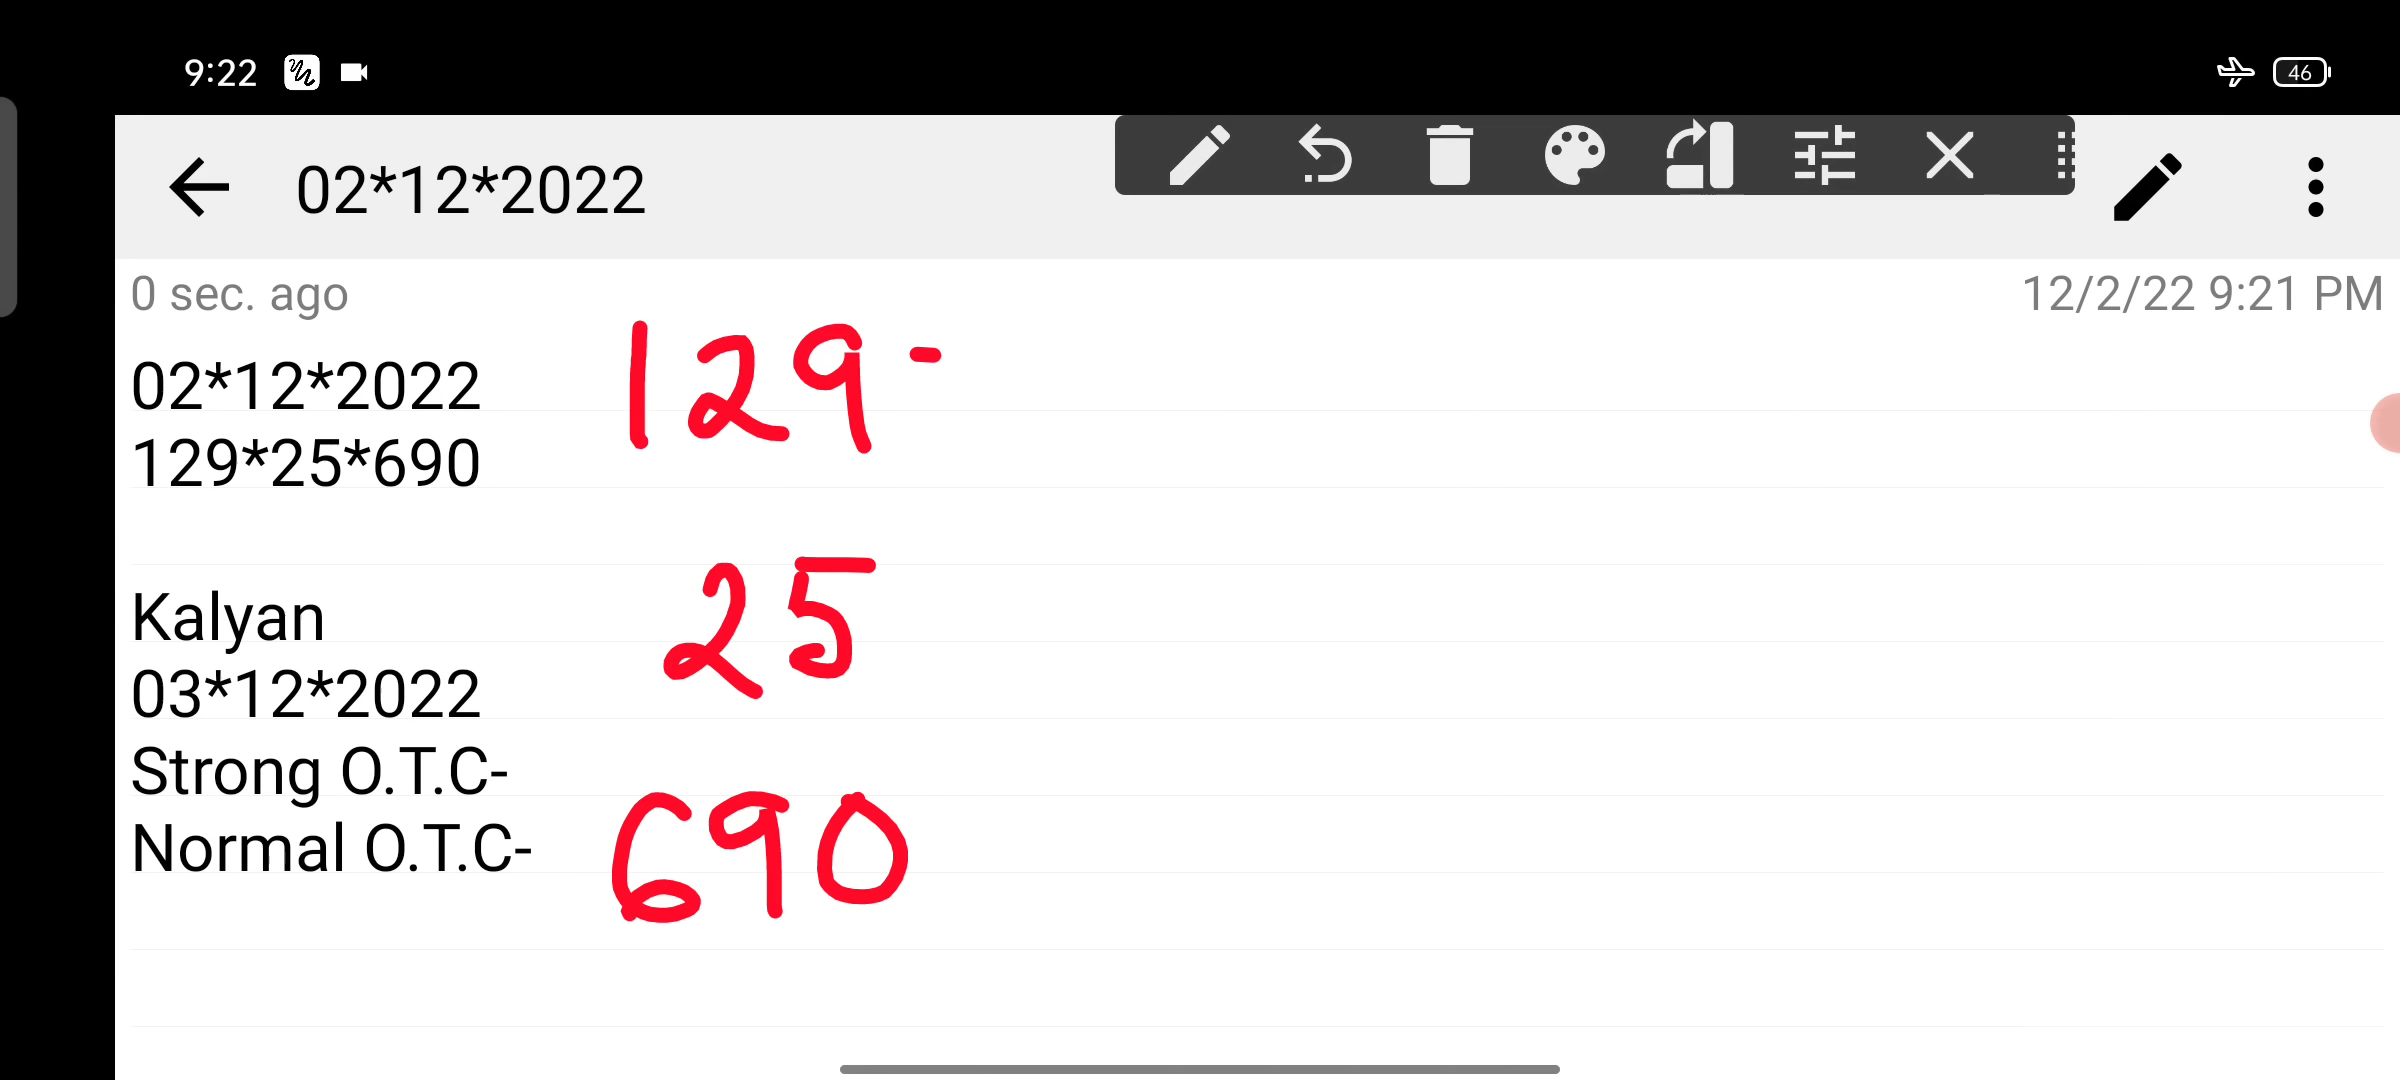 9:22
46
02*12*2022
0 sec. ago
12/2/22 9:21 PM
02*12*2022
129*25*690
Kalyan
03*12*2022
Strong O.T.C-
Normal O.T.C-
129-
25
690